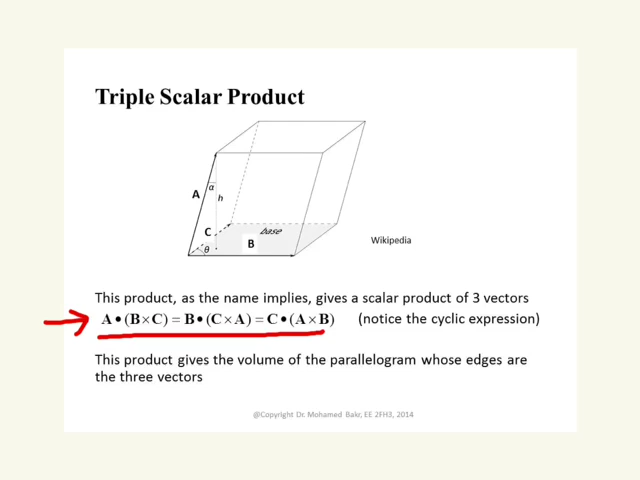 Triple Scalar Product
A
α
h
C
base
B
θ
Wikipedia
This product, as the name implies, gives a scalar product of 3 vectors
A • (B × C) = B • (C × A) = C • (A × B) (notice the cyclic expression)
This product gives the volume of the parallelogram whose edges are
the three vectors
@Copyright Dr. Mohamed Bakr, EE 2FH3, 2014